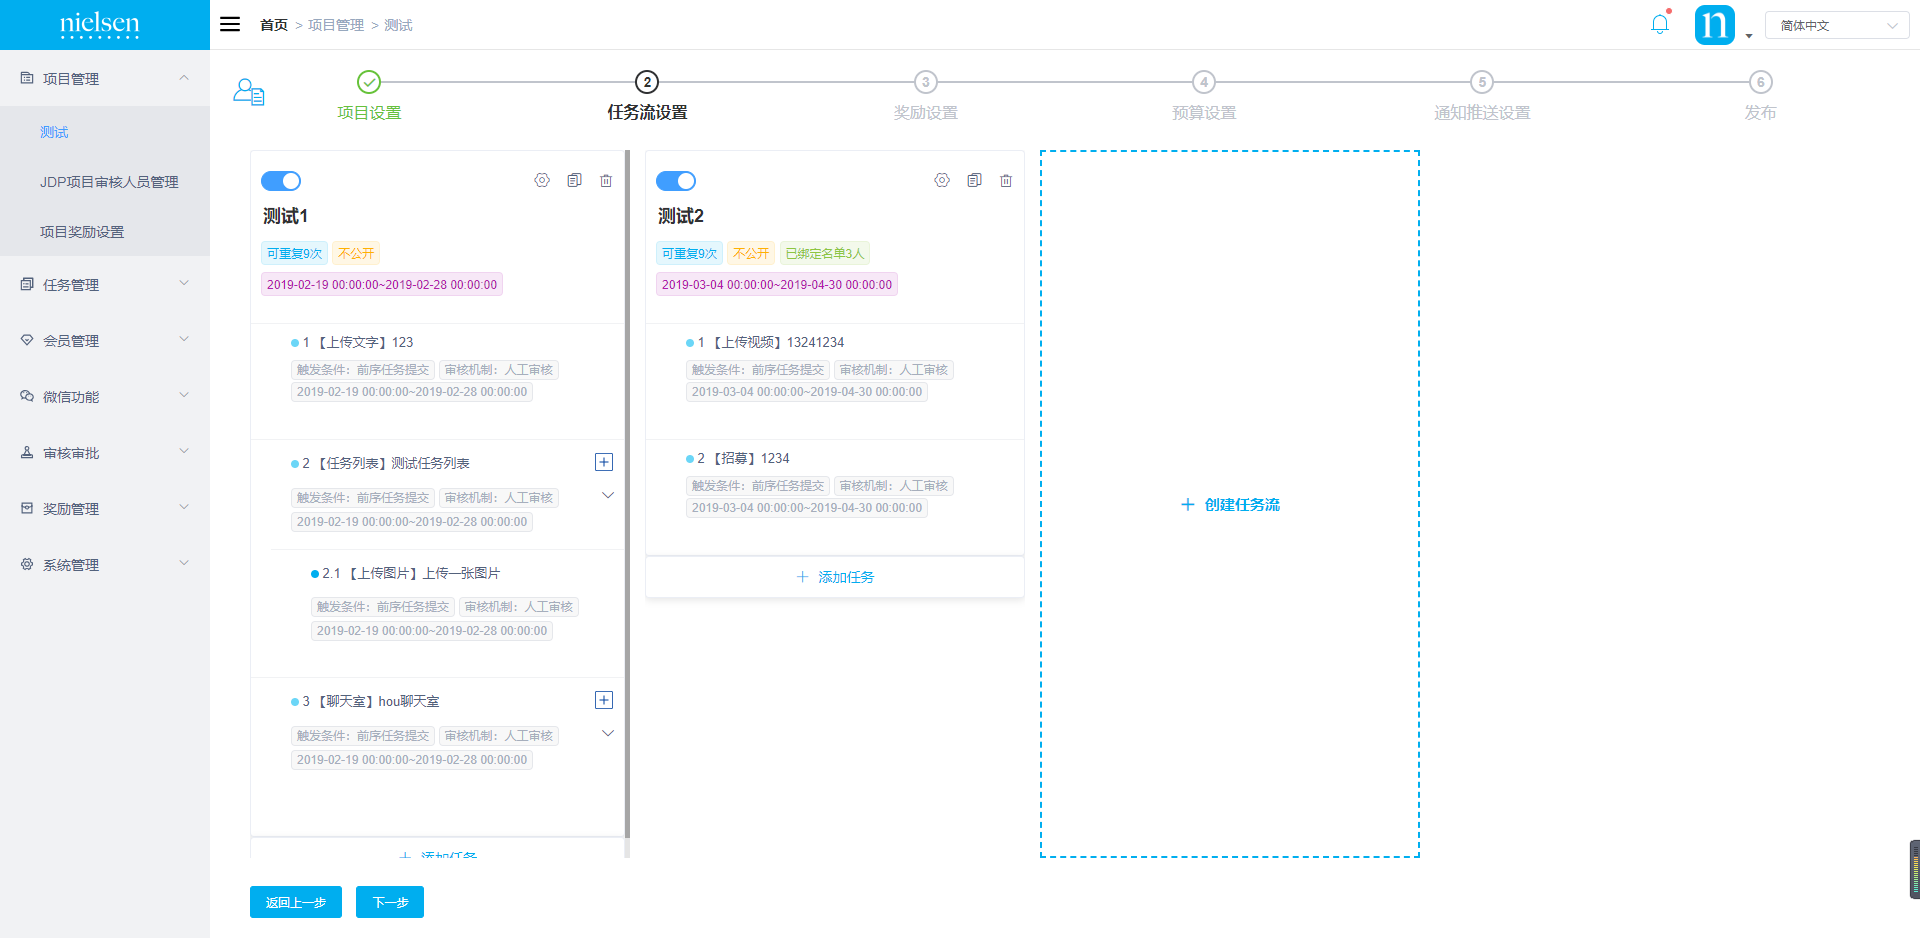 nielsen
首页 > 项目管理 > 测试
n
简体中文
项目管理
测试
JDP项目审核人员管理
项目奖励设置
任务管理
会员管理
微信功能
审核审批
奖励管理
系统管理
项目设置
2
任务流设置
3
奖励设置
4
预算设置
5
通知推送设置
6
发布
测试1
可重复9次 不公开
2019-02-19 00:00:00~2019-02-28 00:00:00
1 【上传文字】123
触发条件：前序任务提交 审核机制：人工审核
2019-02-19 00:00:00~2019-02-28 00:00:00
2 【任务列表】测试任务列表
触发条件：前序任务提交 审核机制：人工审核
2019-02-19 00:00:00~2019-02-28 00:00:00
2.1 【上传图片】上传一张图片
触发条件：前序任务提交 审核机制：人工审核
2019-02-19 00:00:00~2019-02-28 00:00:00
3 【聊天室】hou聊天室
触发条件：前序任务提交 审核机制：人工审核
2019-02-19 00:00:00~2019-02-28 00:00:00
+ 添加任务
测试2
可重复9次 不公开 已绑定名单3人
2019-03-04 00:00:00~2019-04-30 00:00:00
1 【上传视频】13241234
触发条件：前序任务提交 审核机制：人工审核
2019-03-04 00:00:00~2019-04-30 00:00:00
2 【招募】1234
触发条件：前序任务提交 审核机制：人工审核
2019-03-04 00:00:00~2019-04-30 00:00:00
+ 添加任务
+ 创建任务流
返回上一步
下一步